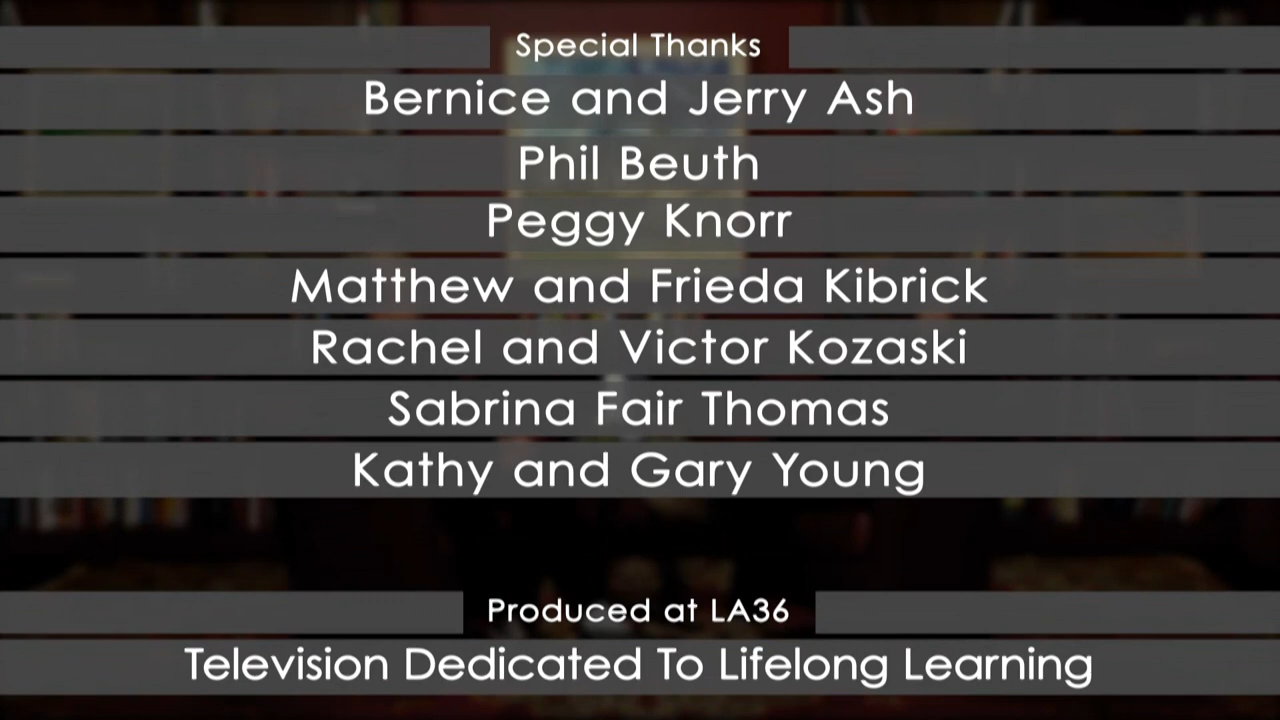 Special Thanks
Bernice and Jerry Ash
Phil Beuth
Peggy Knorr
Matthew and Frieda Kibrick
Rachel and Victor Kozaski
Sabrina Fair Thomas
Kathy and Gary Young
Produced at LA36
Television Dedicated To Lifelong Learning